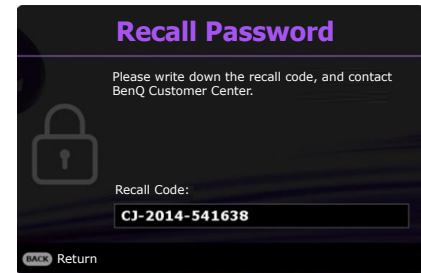 Recall Password
Please write down the recall code, and contact
BenQ Customer Center.
Recall Code:
CJ-2014-541638
BACK Return